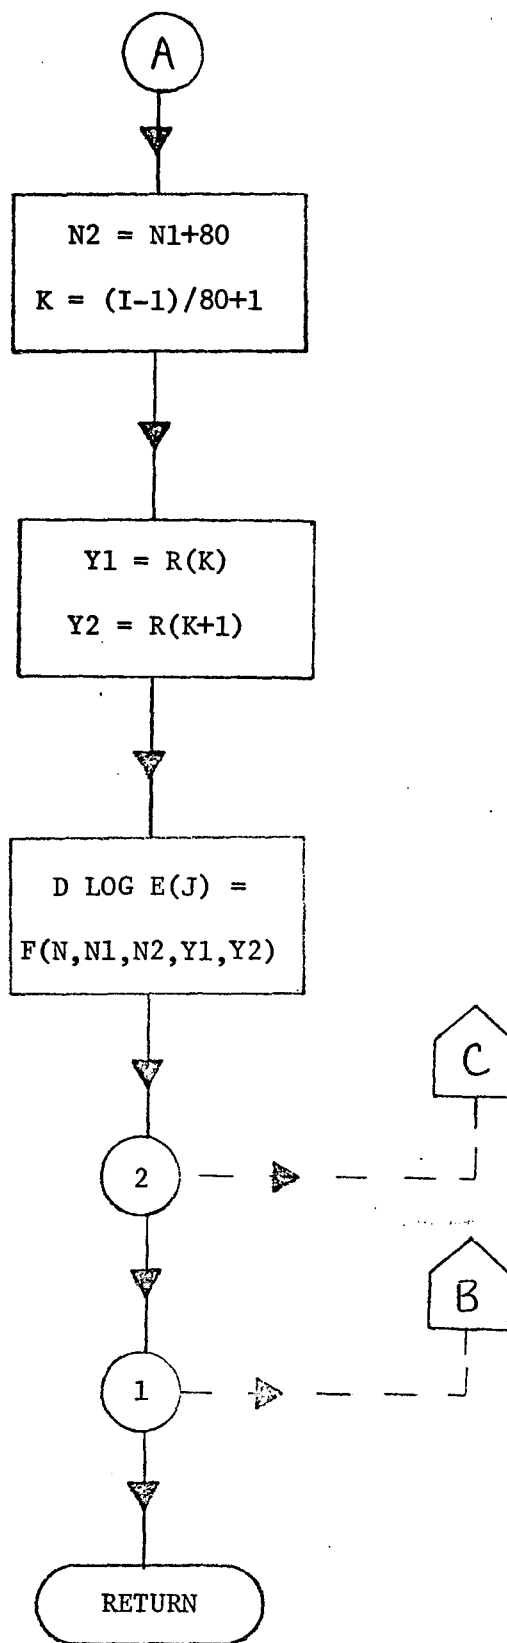 A
N2 = N1+80
K = (I-1)/80+1
Y1 = R(K)
Y2 = R(K+1)
D LOG E(J) =
F(N,N1,N2,Y1,Y2)
C
2
B
1
RETURN